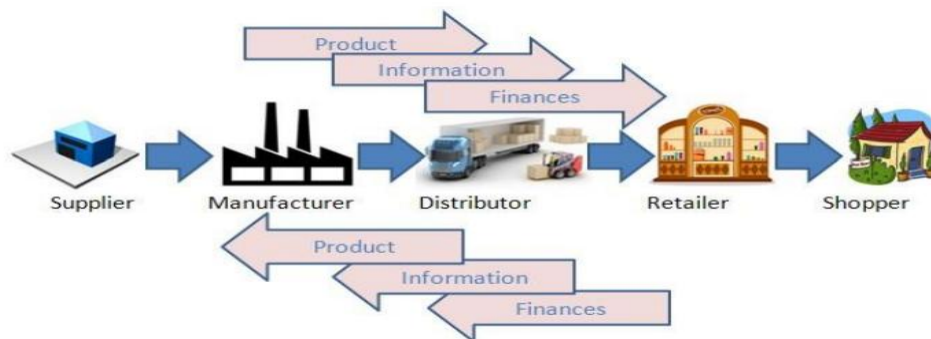 Product
Information
Finances
Supplier Manufacturer Distributor Retailer Shopper
Product
Information
Finances